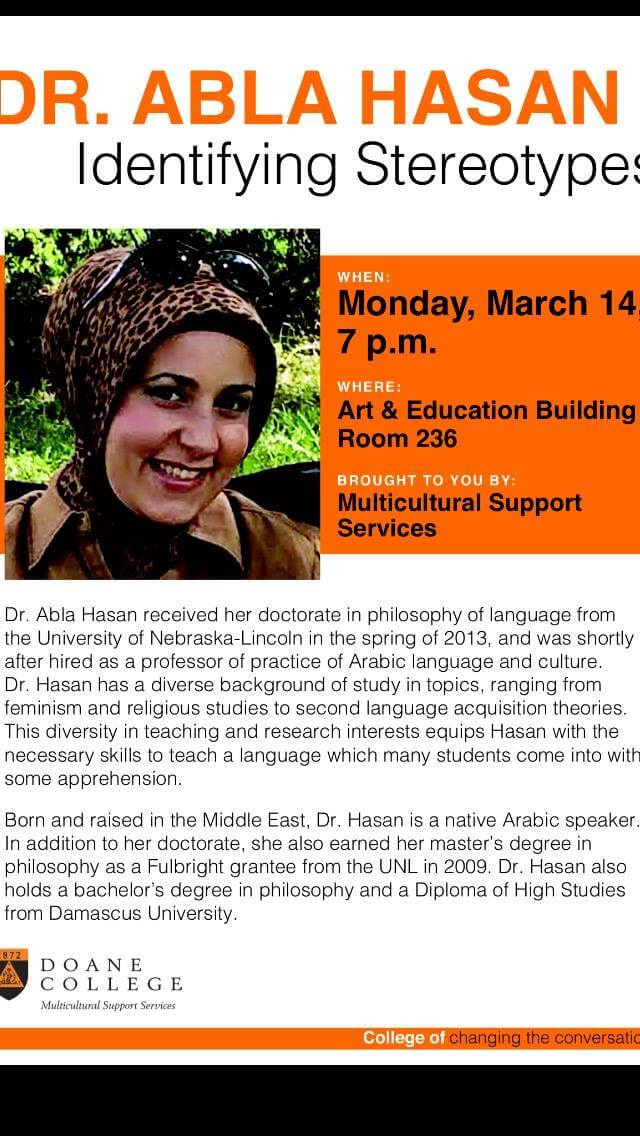 DR. ABLA HASAN
Identifying Stereotypes
WHEN:
Monday, March 14,
7 p.m.
WHERE:
Art & Education Building
Room 236
BROUGHT TO YOU BY:
Multicultural Support
Services
Dr. Abla Hasan received her doctorate in philosophy of language from
the University of Nebraska-Lincoln in the spring of 2013, and was shortly
after hired as a professor of practice of Arabic language and culture.
Dr. Hasan has a diverse background of study in topics, ranging from
feminism and religious studies to second language acquisition theories.
This diversity in teaching and research interests equips Hasan with the
necessary skills to teach a language which many students come into with
some apprehension.
Born and raised in the Middle East, Dr. Hasan is a native Arabic speaker.
In addition to her doctorate, she also earned her master's degree in
philosophy as a Fulbright grantee from the UNL in 2009. Dr. Hasan also
holds a bachelor's degree in philosophy and a Diploma of High Studies
from Damascus University.
872
DOANE
COLLEGE
Multicultural Support Services
College of changing the conversatio